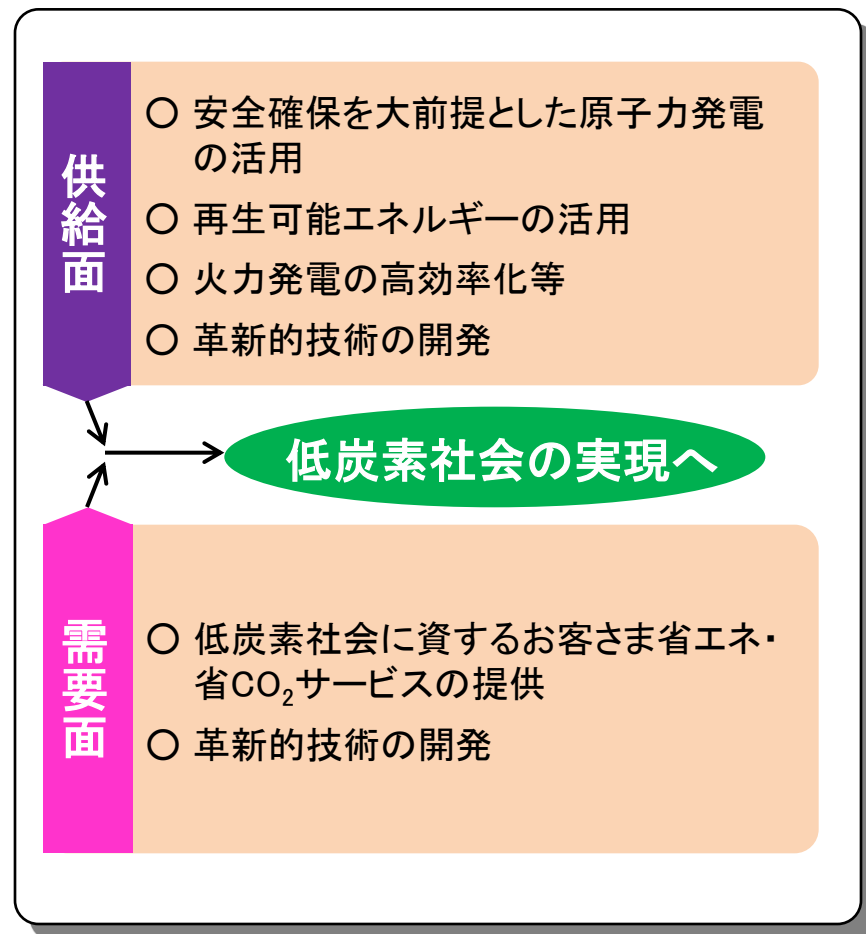 供給面
○ 安全確保を大前提とした原子力発電
の活用
○ 再生可能エネルギーの活用
○ 火力発電の高効率化等
○ 革新的技術の開発
低炭素社会の実現へ
需要面
○ 低炭素社会に資するお客さま省エネ・
省CO₂サービスの提供
○ 革新的技術の開発